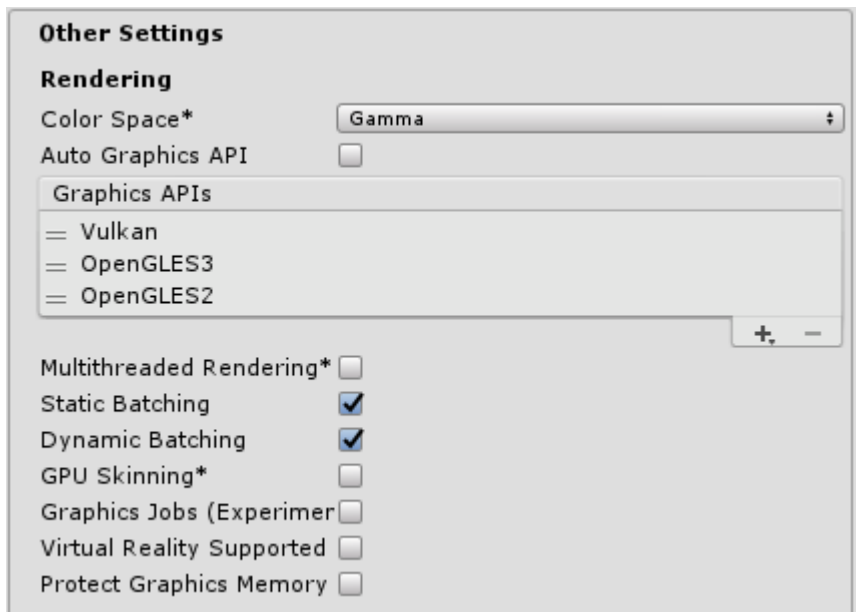 Other Settings
Rendering
Color Space* Gamma
Auto Graphics API
Graphics APIs
Vulkan
OpenGLES3
OpenGLES2
Multithreaded Rendering*
Static Batching
Dynamic Batching
GPU Skinning*
Graphics Jobs (Experimer
Virtual Reality Supported
Protect Graphics Memory